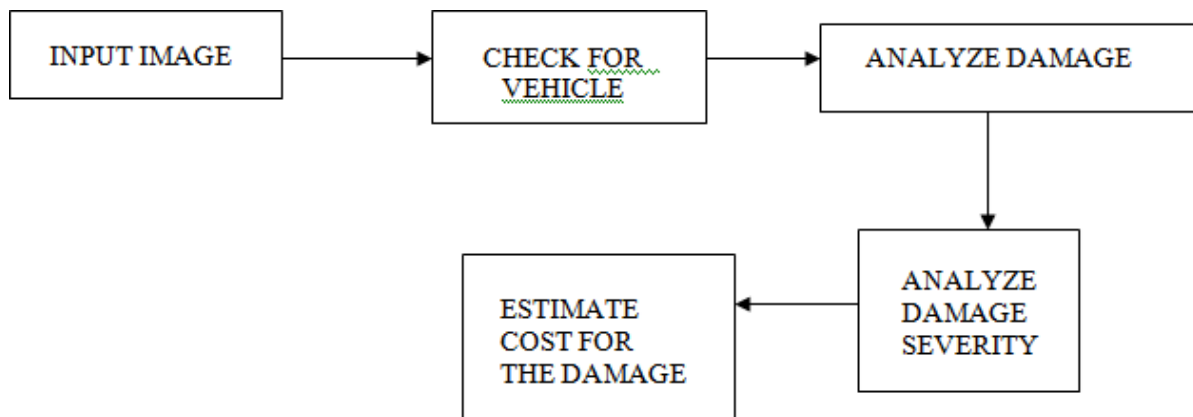 INPUT IMAGE
CHECK FOR
VEHICLE
ANALYZE DAMAGE
ANALYZE
DAMAGE
SEVERITY
ESTIMATE
COST FOR
THE DAMAGE